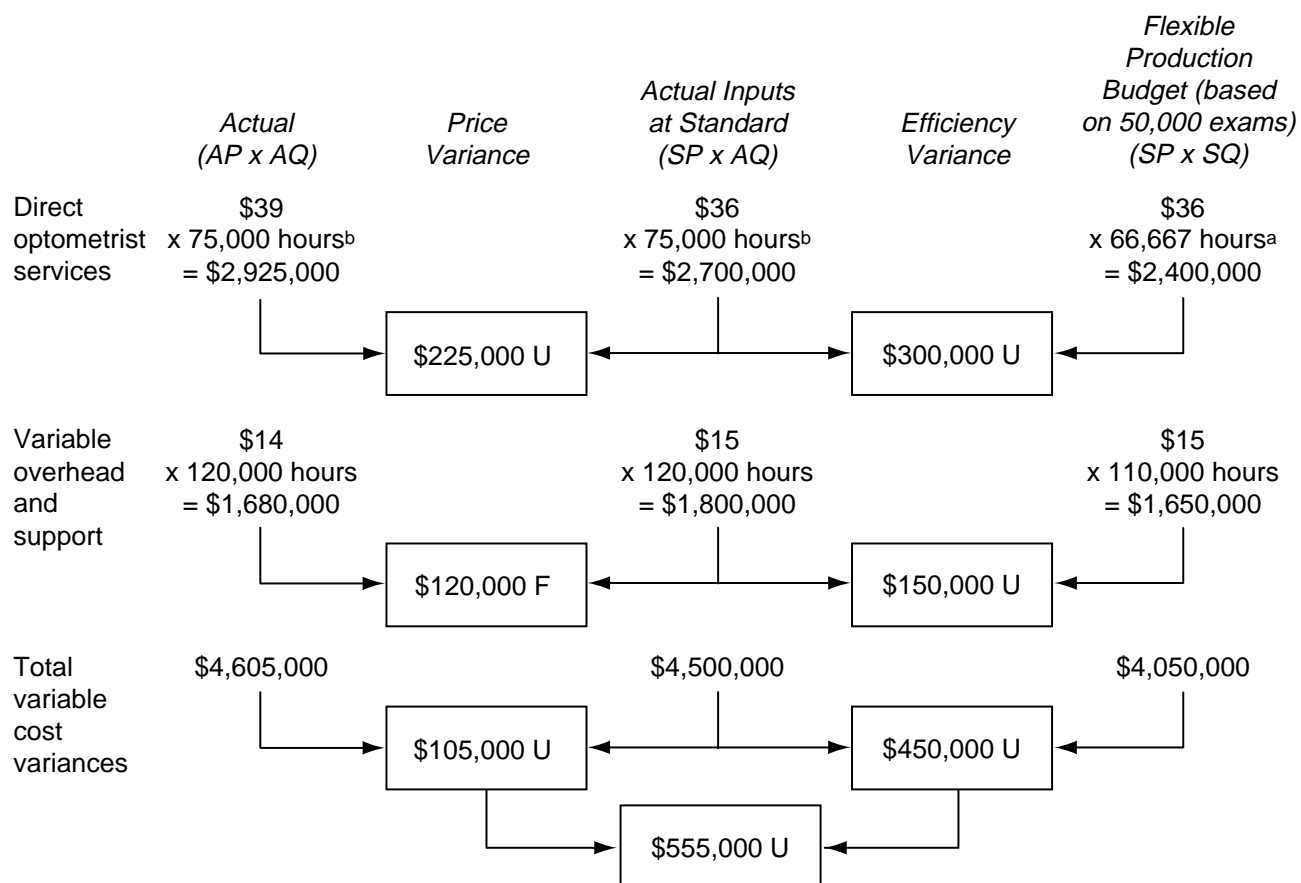 Flexible
Production
Budget (based
on 50,000 exams)
(SP x SQ)
Actual Inputs
at Standard
(SP x AQ)
Actual
(AP x AQ)
Price
Variance
Efficiency
Variance
Direct
optometrist
services
$39
x 75,000 hoursᵇ
= $2,925,000
$36
x 75,000 hoursᵇ
= $2,700,000
$36
x 66,667 hoursᵃ
= $2,400,000
$225,000 U
$300,000 U
Variable
overhead
and
support
$14
x 120,000 hours
= $1,680,000
$15
x 120,000 hours
= $1,800,000
$15
x 110,000 hours
= $1,650,000
$120,000 F
$150,000 U
Total
variable
cost
variances
$4,605,000
$4,500,000
$4,050,000
$105,000 U
$450,000 U
$555,000 U